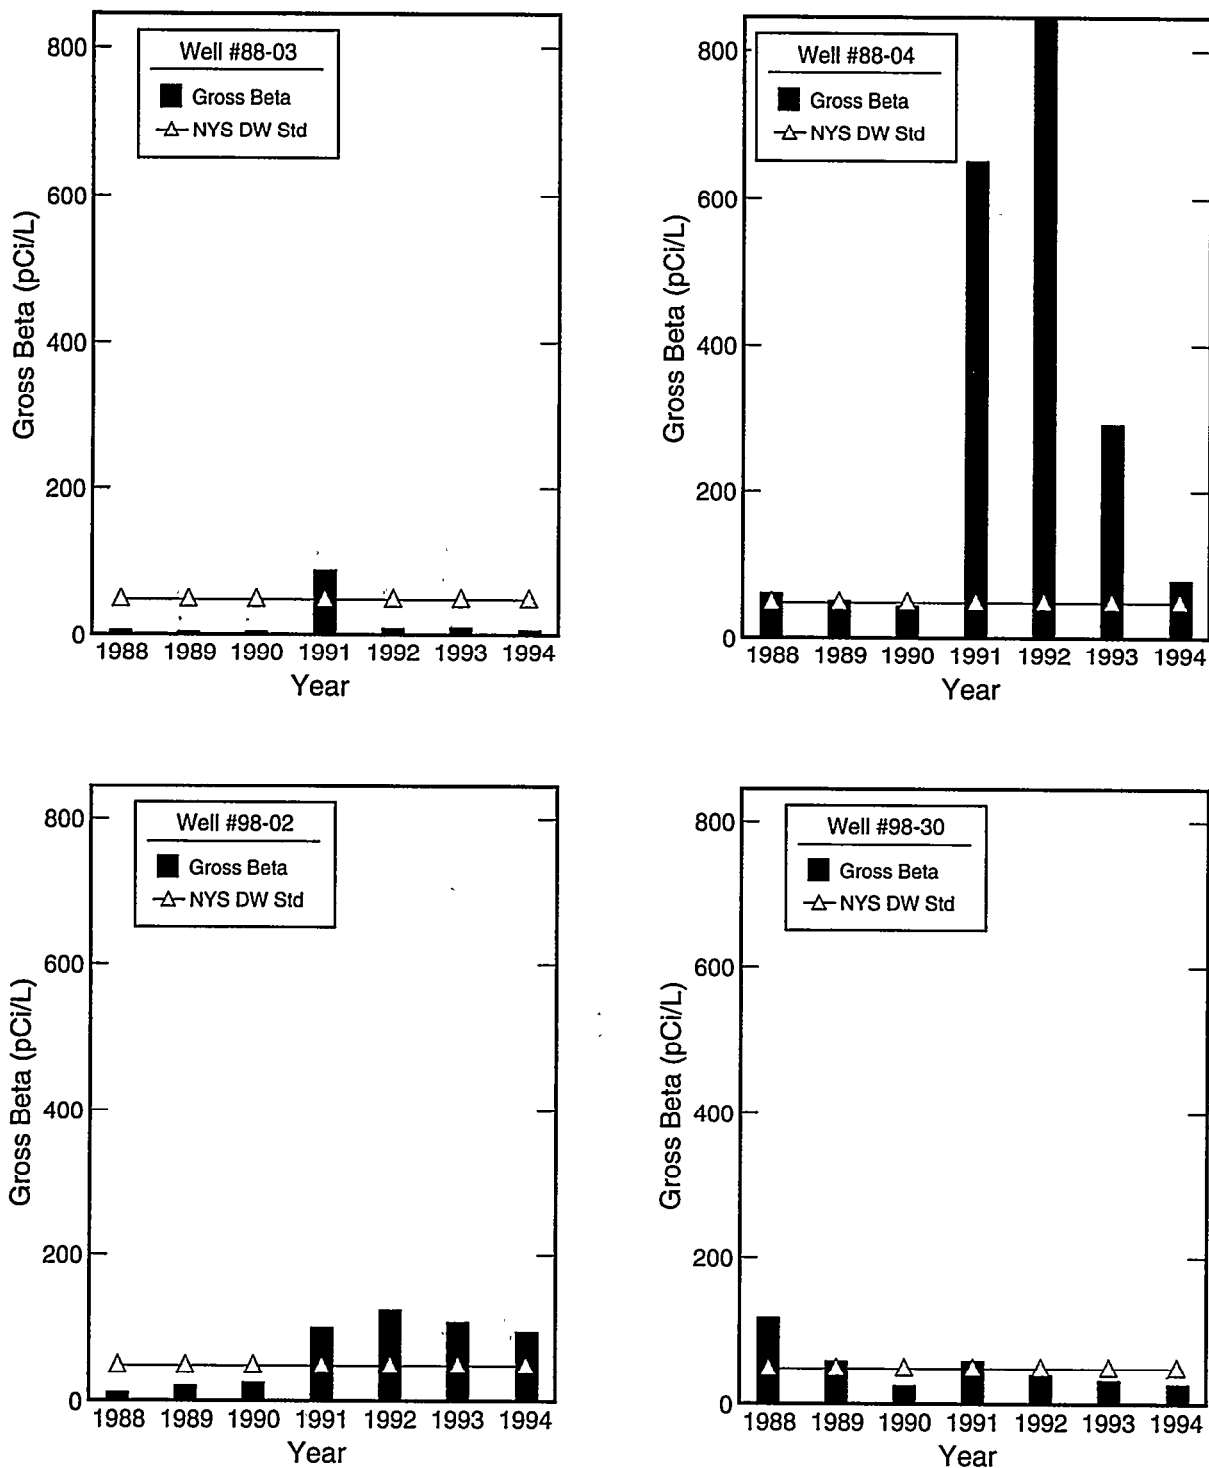 Well #88-03
Gross Beta
NYS DW Std
800
600
400
200
0
Gross Beta (pCi/L)
1988 1989 1990 1991 1992 1993 1994
Year
Well #88-04
Gross Beta
NYS DW Std
800
600
400
200
0
Gross Beta (pCi/L)
1988 1989 1990 1991 1992 1993 1994
Year
Well #98-02
Gross Beta
NYS DW Std
800
600
400
200
0
Gross Beta (pCi/L)
1988 1989 1990 1991 1992 1993 1994
Year
Well #98-30
Gross Beta
NYS DW Std
800
600
400
200
0
Gross Beta (pCi/L)
1988 1989 1990 1991 1992 1993 1994
Year